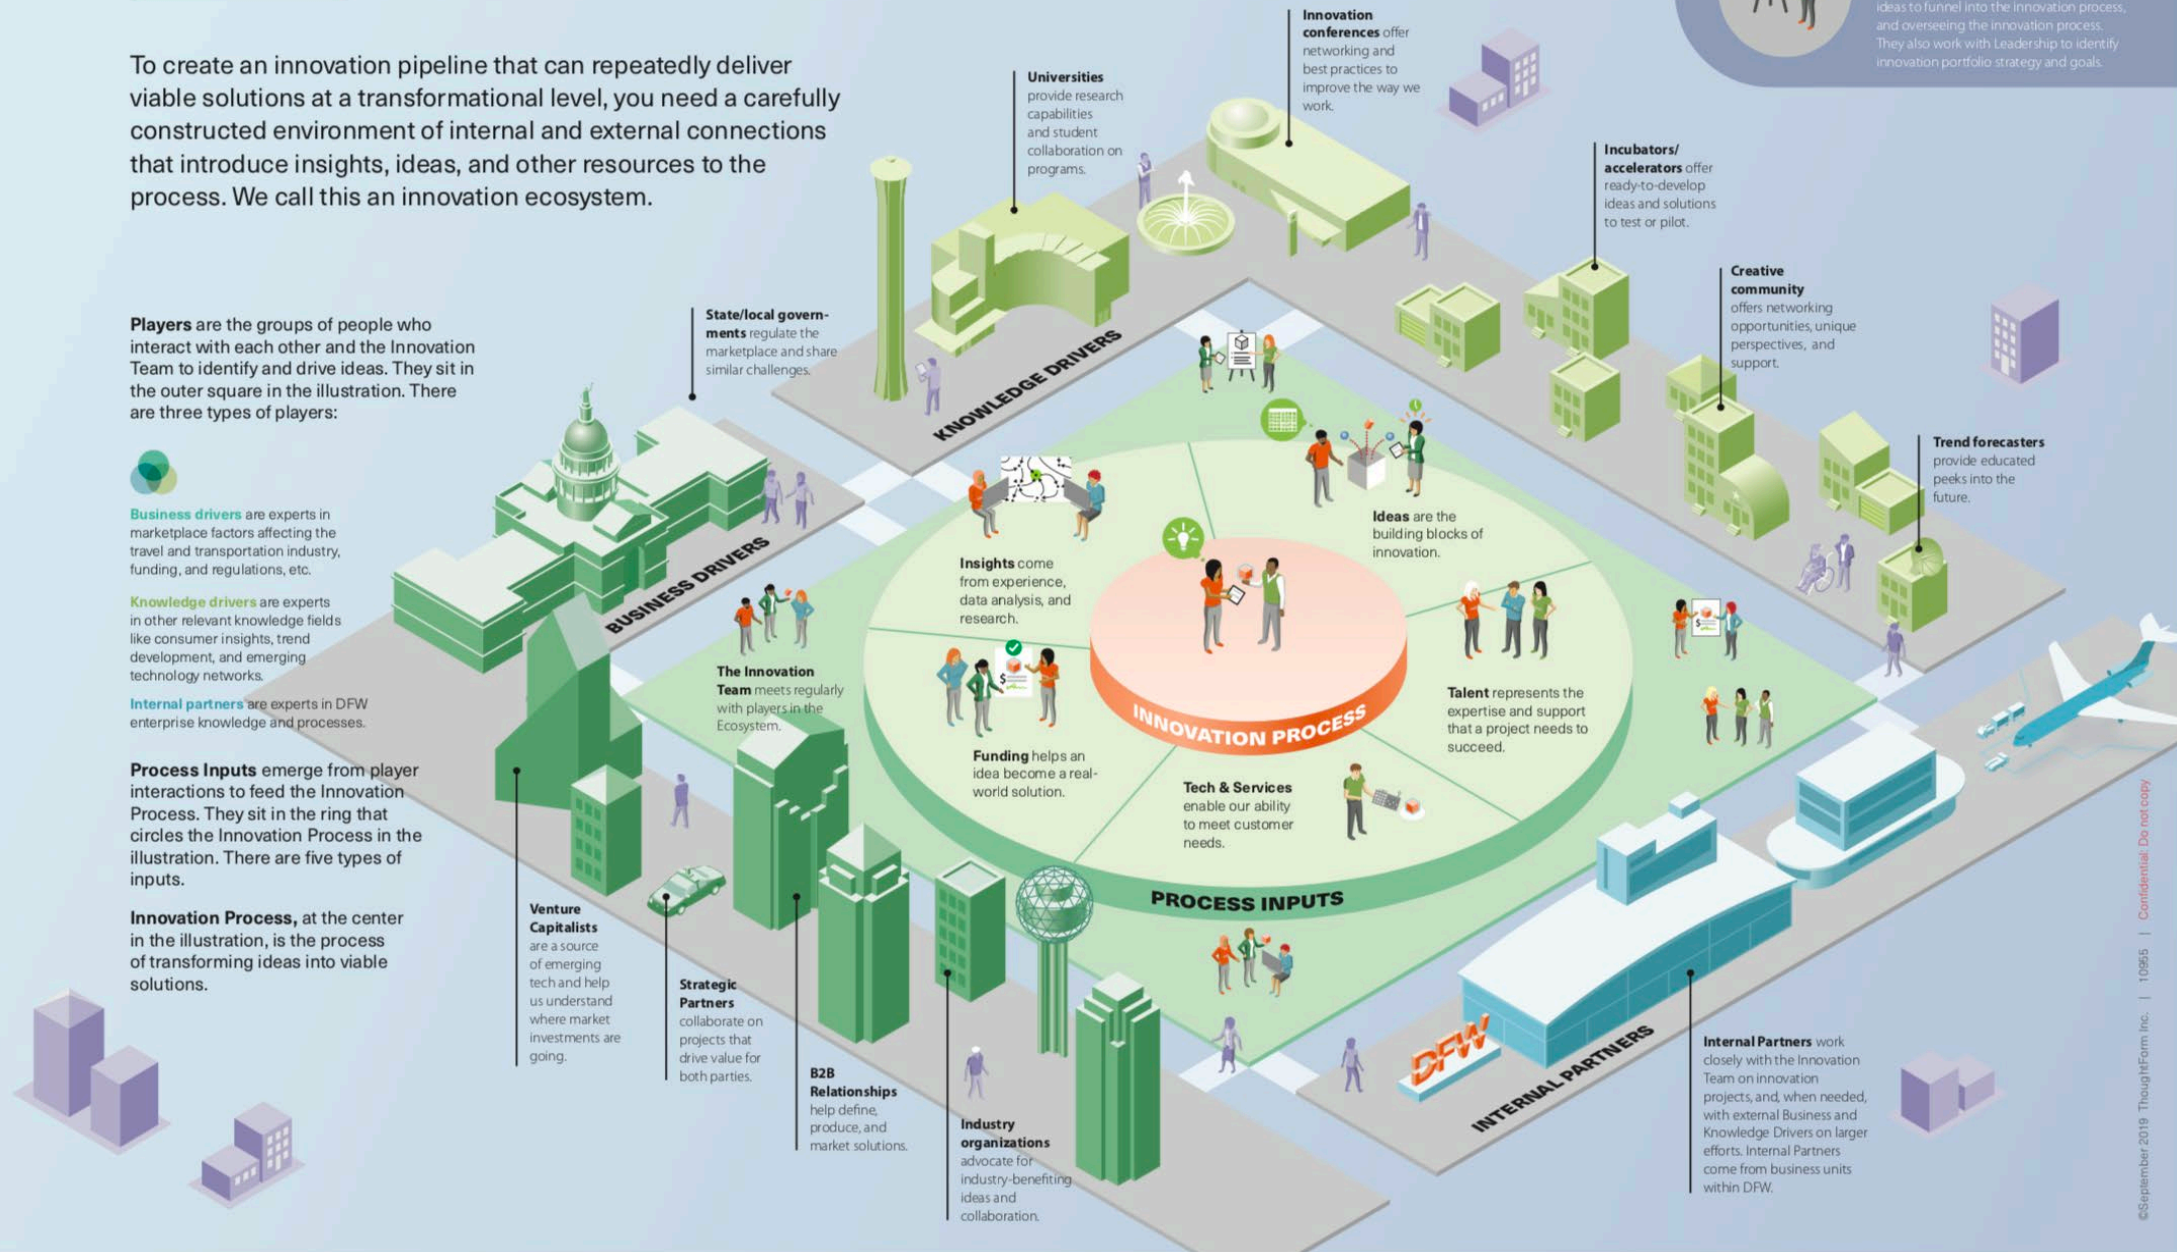 ideas to funnel into the innovation process,
and overseeing the innovation process.
They also work with Leadership to identify
innovation portfolio strategy and goals.
To create an innovation pipeline that can repeatedly deliver
viable solutions at a transformational level, you need a carefully
constructed environment of internal and external connections
that introduce insights, ideas, and other resources to the
process. We call this an innovation ecosystem.
Players are the groups of people who
interact with each other and the Innovation
Team to identify and drive ideas. They sit in
the outer square in the illustration. There
are three types of players:
Business drivers are experts in
marketplace factors affecting the
travel and transportation industry,
funding, and regulations, etc.
Knowledge drivers are experts
in other relevant knowledge fields
like consumer insights, trend
development, and emerging
technology networks.
Internal partners are experts in DFW
enterprise knowledge and processes.
Process Inputs emerge from player
interactions to feed the Innovation
Process. They sit in the ring that
circles the Innovation Process in the
illustration. There are five types of
inputs.
Innovation Process, at the center
in the illustration, is the process
of transforming ideas into viable
solutions.
State/local govern-
ments regulate the
marketplace and share
similar challenges.
Universities
provide research
capabilities
and student
collaboration on
programs.
Innovation
conferences offer
networking and
best practices to
improve the way we
work.
Incubators/
accelerators offer
ready-to-develop
ideas and solutions
to test or pilot.
Creative
community
offers networking
opportunities, unique
perspectives, and
support.
Trend forecasters
provide educated
peeks into the
future.
KNOWLEDGE DRIVERS
BUSINESS DRIVERS
The Innovation
Team meets regularly
with players in the
Ecosystem.
Insights come
from experience,
data analysis, and
research.
Ideas are the
building blocks of
innovation.
Funding helps an
idea become a real-
world solution.
Talent represents the
expertise and support
that a project needs to
succeed.
Tech & Services
enable our ability
to meet customer
needs.
$
$
INNOVATION PROCESS
PROCESS INPUTS
Venture
Capitalists
are a source
of emerging
tech and help
us understand
where market
investments are
going.
Strategic
Partners
collaborate on
projects that
drive value for
both parties.
B2B
Relationships
help define,
produce, and
market solutions.
Industry
organizations
advocate for
industry-benefiting
ideas and
collaboration.
DFW
INTERNAL PARTNERS
Internal Partners work
closely with the Innovation
Team on innovation
projects, and, when needed,
with external Business and
Knowledge Drivers on larger
efforts. Internal Partners
come from business units
within DFW.
©September 2019 ThoughtForm Inc. | 10955 | Confidential: Do not copy